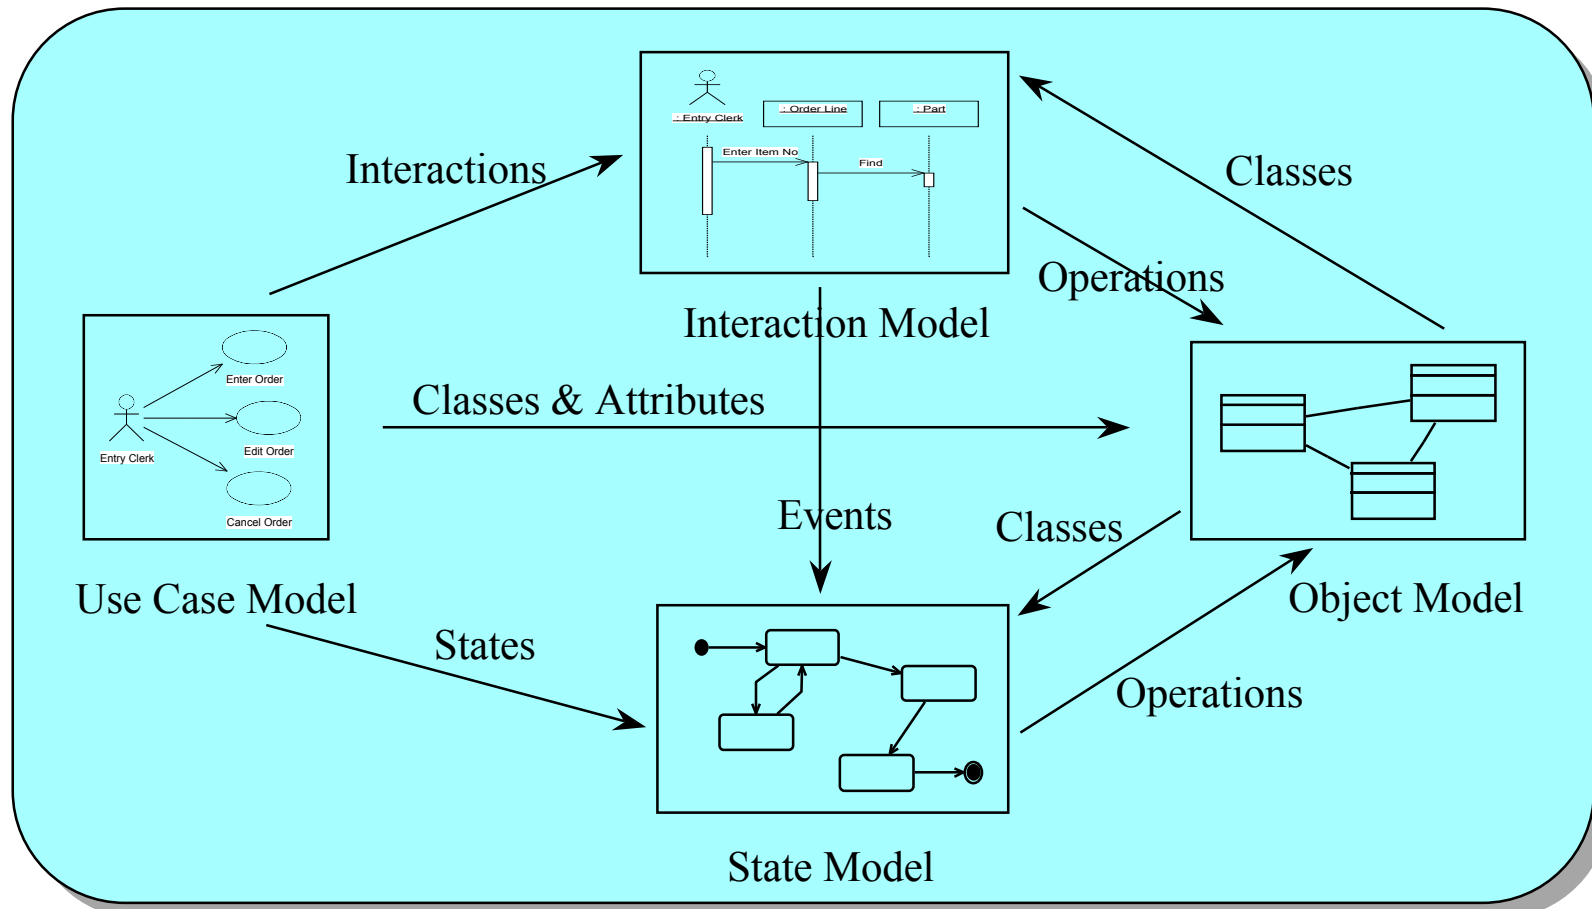 : Entry Clerk
: Order Line
: Part
Enter Item No
Find
Interactions
Classes
Operations
Interaction Model
Enter Order
Edit Order
Entry Clerk
Cancel Order
Classes & Attributes
Events
Classes
Use Case Model
Object Model
States
Operations
State Model